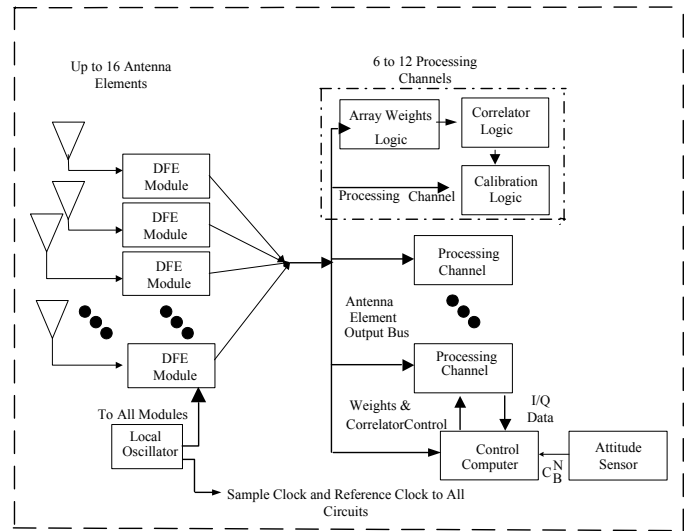 Up to 16 Antenna
Elements
6 to 12 Processing
Channels
Array Weights
Logic
Correlator
Logic
Processing Channel
Calibration
Logic
DFE
Module
DFE
Module
DFE
Module
DFE
Module
Processing
Channel
Antenna
Element
Output Bus
Processing
Channel
To All Modules
Local
Oscillator
Weights &
CorrelatorControl
I/Q
Data
Control
Computer
C N B
Attitude
Sensor
Sample Clock and Reference Clock to All
Circuits